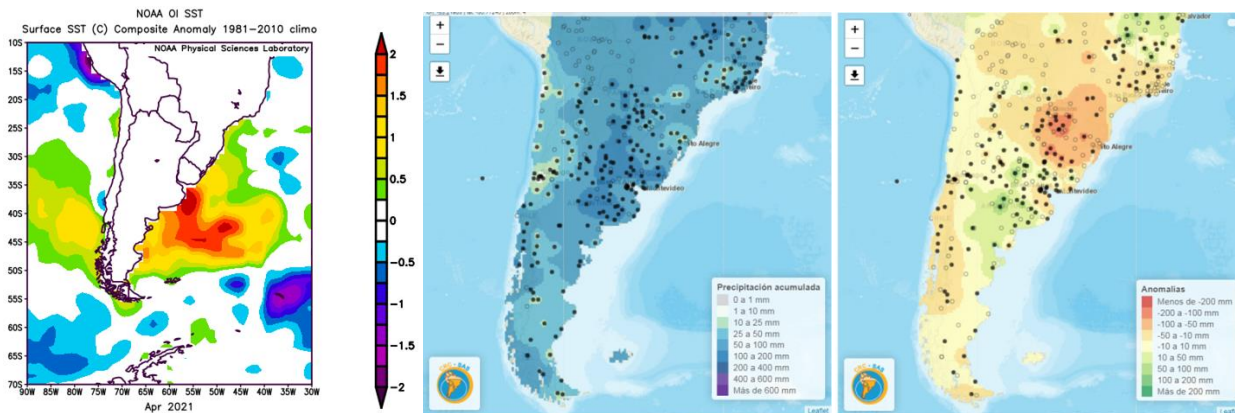 NOAA OI SST
Surface SST (C) Composite Anomaly 1981-2010 climo
NOAA Physical Sciences Laboratory
10S
15S
20S
25S
30S
35S
40S
45S
50S
55S
60S
65S
70S
90W 85W 80W 75W 70W 65W 60W 55W 50W 45W 40W 35W 30W
Apr 2021
2
1.5
1
0.5
0
-0.5
-1
-1.5
-2
+
−
Alegre
Precipitación acumulada
0 a 1 mm
1 a 10 mm
10 a 25 mm
25 a 50 mm
50 a 100 mm
100 a 200 mm
200 a 400 mm
400 a 600 mm
Más de 600 mm
CRC-SAS
Leaflet
+
−
Alegre
Anomalías
Menos de -200 mm
-200 a -100 mm
-100 a -50 mm
-50 a -10 mm
-10 a 10 mm
10 a 50 mm
50 a 100 mm
100 a 200 mm
Más de 200 mm
CRC-SAS
Leaflet